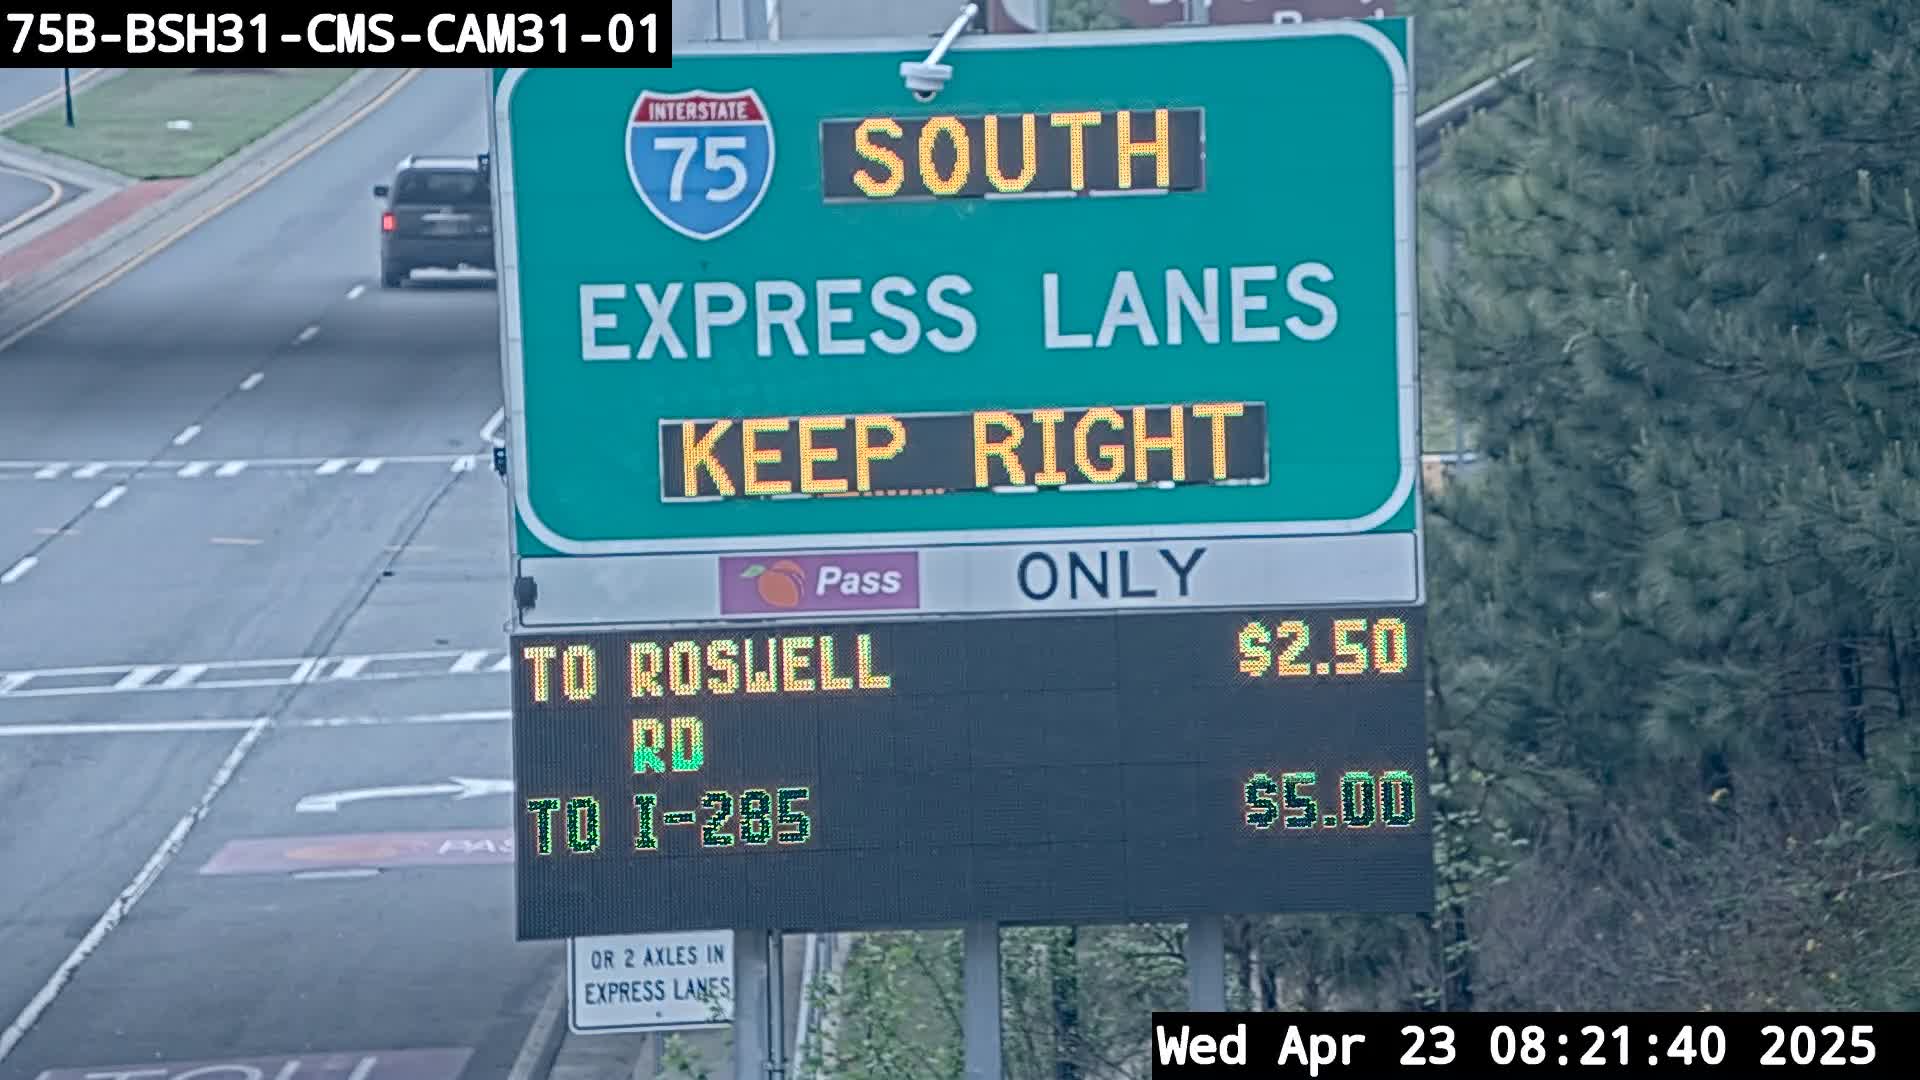 75B-BSH31-CMS-CAM31-01
INTERSTATE
75
SOUTH
EXPRESS LANES
KEEP RIGHT
Pass ONLY
TO ROSWELL $2.50
RD
TO I-285 $5.00
OR 2 AXLES IN
EXPRESS LANES
TOLL
Wed Apr 23 08:21:40 2025